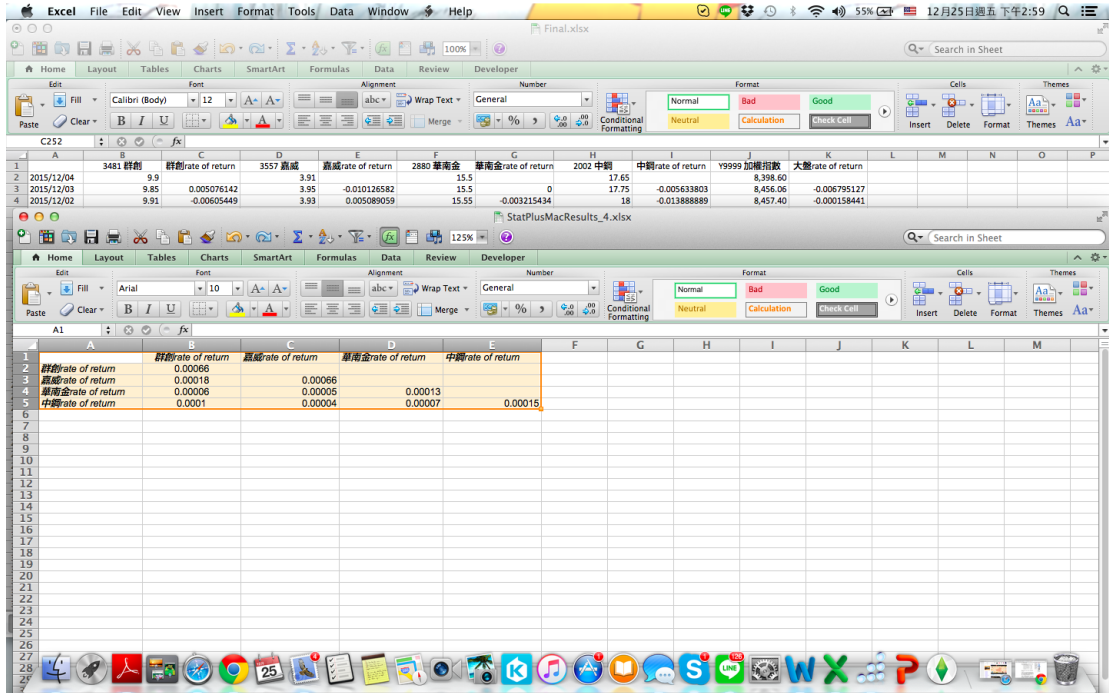 Excel File Edit View Insert Format Tools Data Window Help 55% 12月25日週五 下午2:59
Final.xlsx
100% Search in Sheet
Home Layout Tables Charts SmartArt Formulas Data Review Developer
Edit Font Alignment Number Format Cells Themes
Paste Fill Clear Calibri (Body) 12 A A B I U A abc Wrap Text Merge General % , .0 .00 .00 .0 Conditional Formatting Normal Bad Good Neutral Calculation Check Cell Insert Delete Format Themes Aa
C252 fx
A B C D E F G H I J K L M N O P
1 3481 群創 群創rate of return 3557 嘉威 嘉威rate of return 2880 華南金 華南金rate of return 2002 中鋼 中鋼rate of return Y9999 加權指數 大盤rate of return
2 2015/12/04 9.9 3.91 15.5 17.65 8,398.60
3 2015/12/03 9.85 0.005076142 3.95 -0.010126582 15.5 0 17.75 -0.005633803 8,456.06 -0.006795127
4 2015/12/02 9.91 -0.00605449 3.93 0.005089059 15.55 -0.003215434 18 -0.013888889 8,457.40 -0.000158441
StatPlusMacResults_4.xlsx
125% Search in Sheet
Home Layout Tables Charts SmartArt Formulas Data Review Developer
Edit Font Alignment Number Format Cells Themes
Paste Fill Clear Arial 10 A A B I U A abc Wrap Text Merge General % , .0 .00 .00 .0 Conditional Formatting Normal Bad Good Neutral Calculation Check Cell Insert Delete Format Themes Aa
A1 fx
A B C D E F G H I J K L M
1 群創rate of return 嘉威rate of return 華南金rate of return 中鋼rate of return
2 群創rate of return 0.00066
3 嘉威rate of return 0.00018 0.00066
4 華南金rate of return 0.00006 0.00005 0.00013
5 中鋼rate of return 0.0001 0.00004 0.00007 0.00015
6
7
8
9
10
11
12
13
14
15
16
17
18
19
20
21
22
23
24
25
26
27
28
29
25 4 1 1 126 LINE